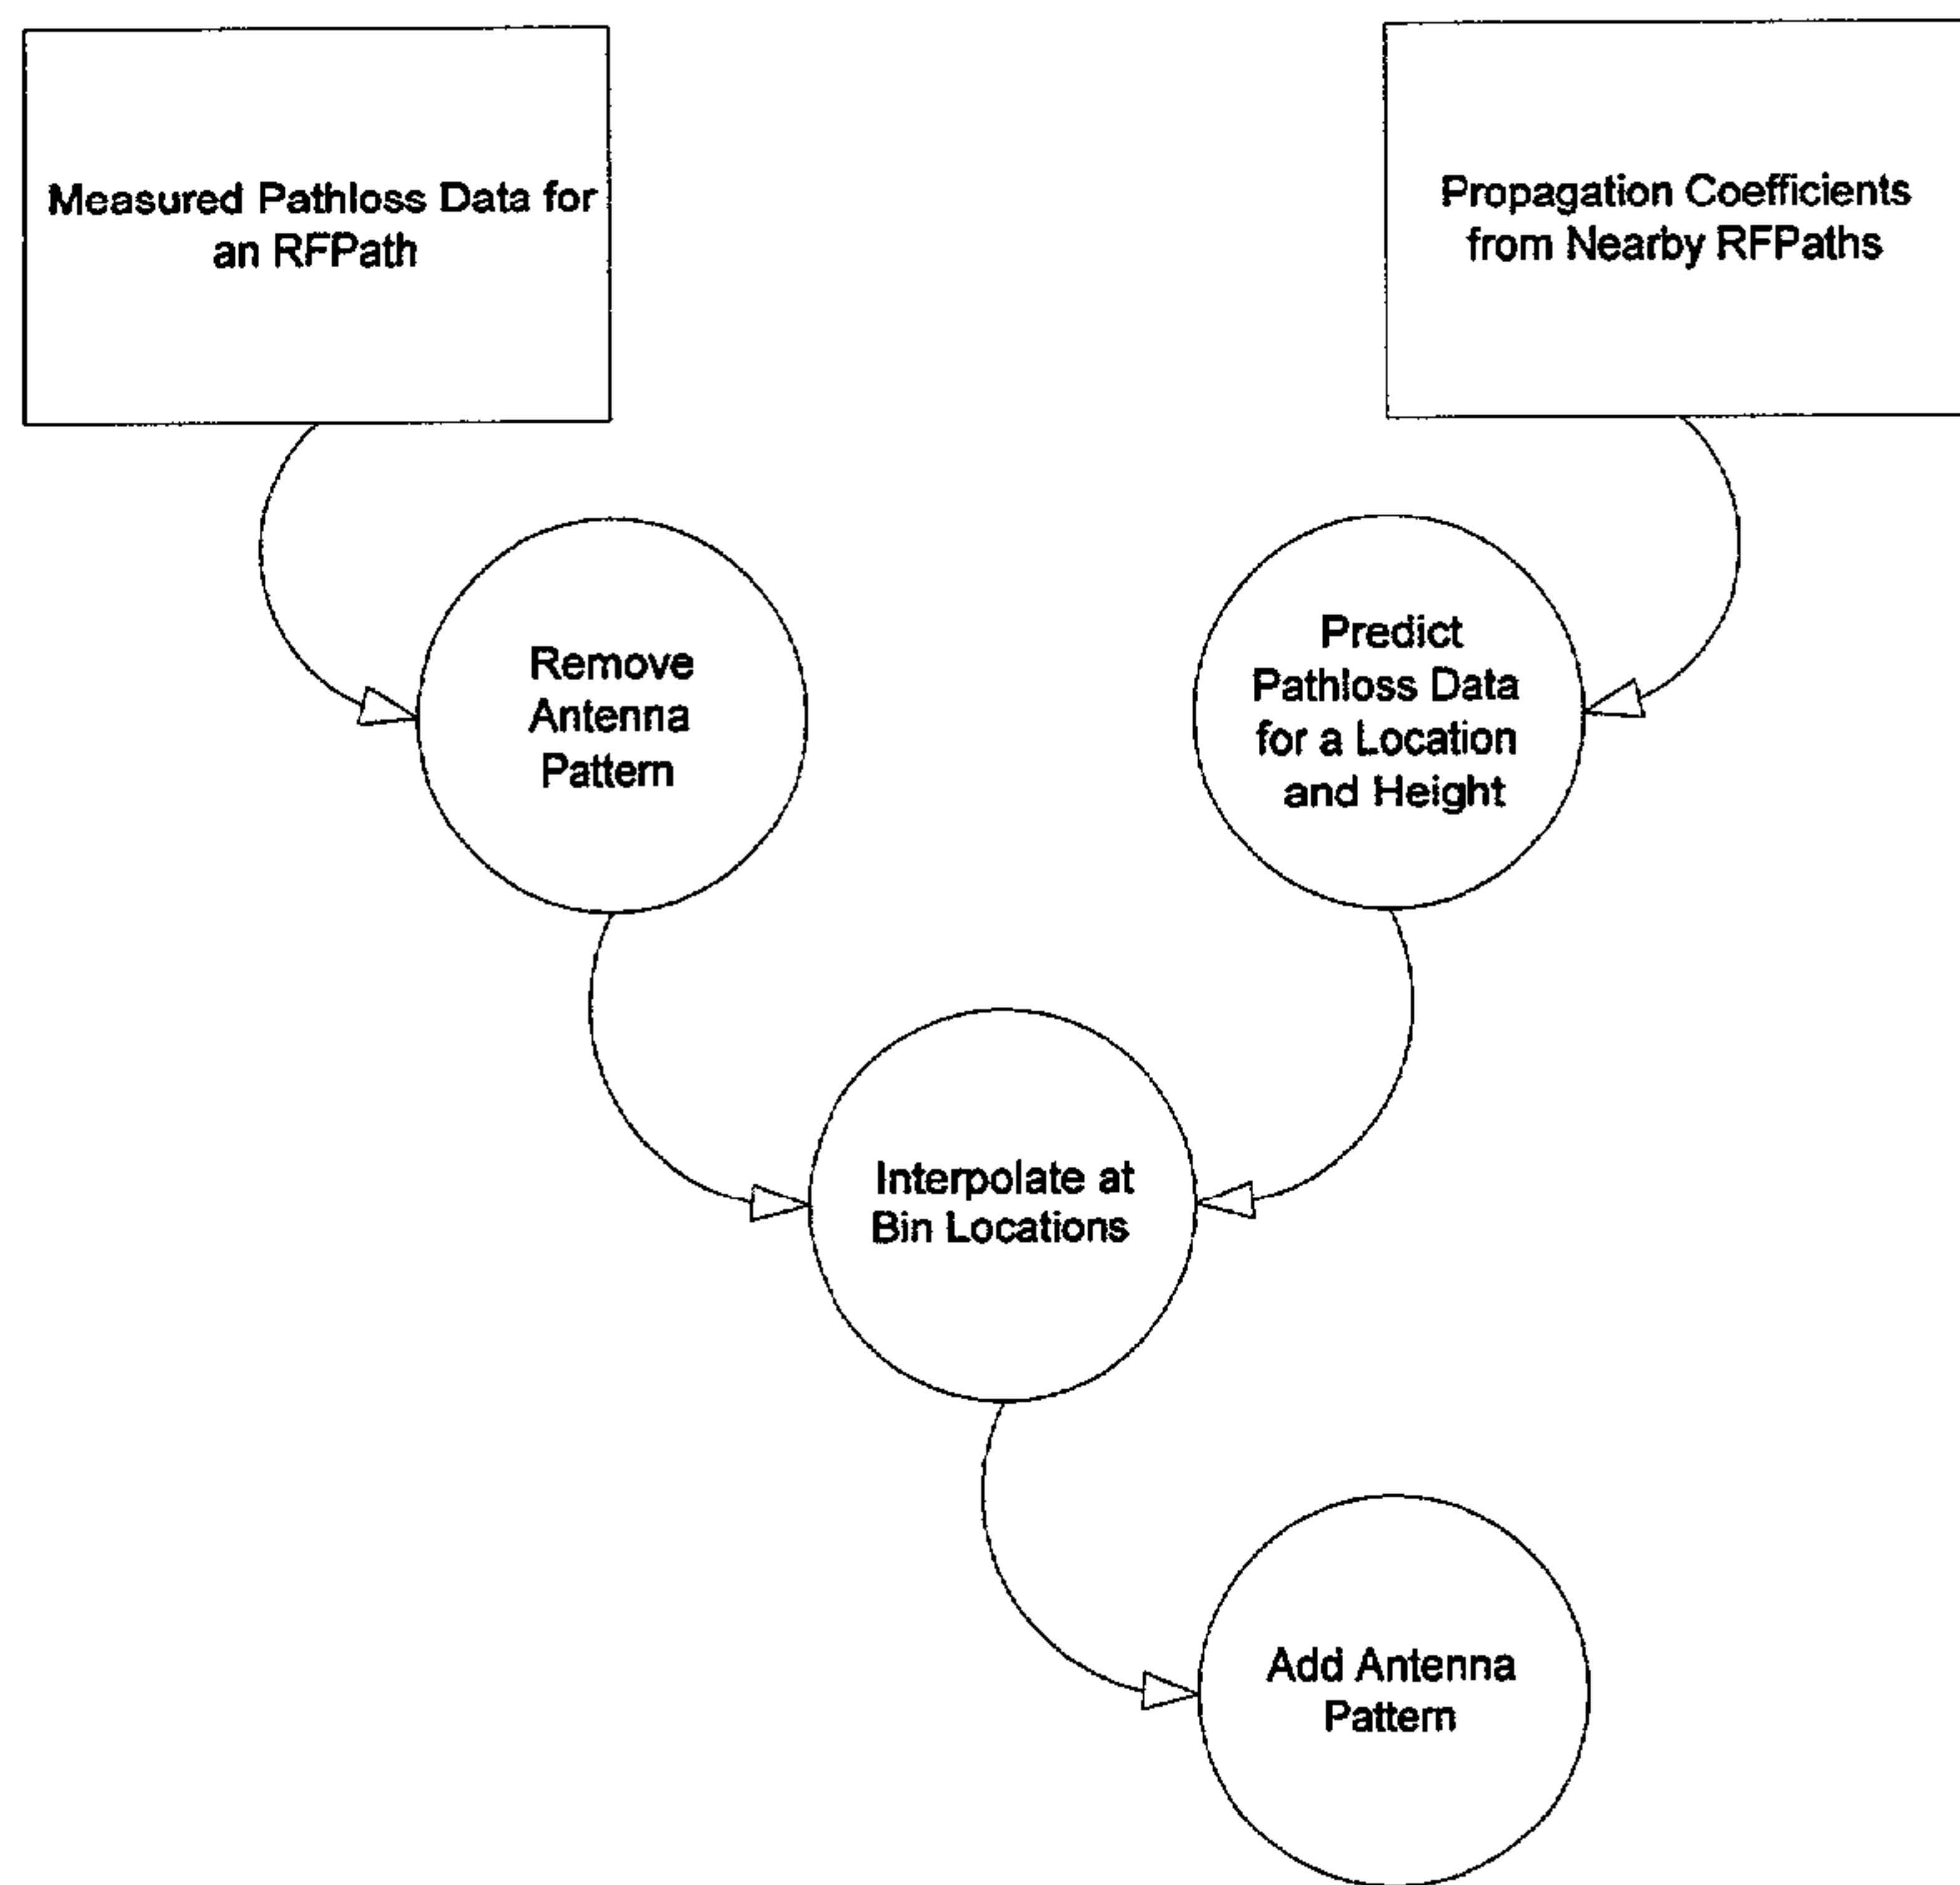 Measured Pathloss Data for
an RFPath
Propagation Coefficients
from Nearby RFPaths
Remove
Antenna
Pattern
Predict
Pathloss Data
for a Location
and Height
Interpolate at
Bin Locations
Add Antenna
Pattern